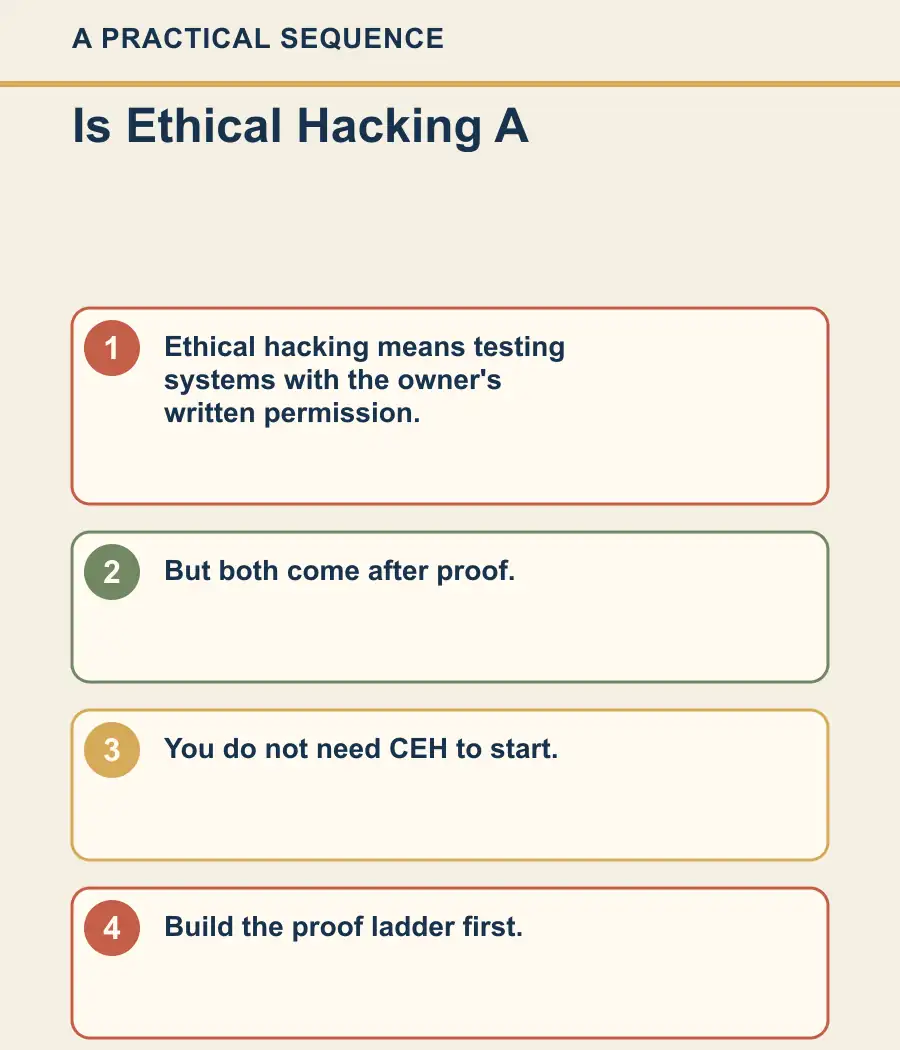 A PRACTICAL SEQUENCE
Is Ethical Hacking A
1
Ethical hacking means testing
systems with the owner's
written permission.
2
But both come after proof.
3
You do not need CEH to start.
4
Build the proof ladder first.